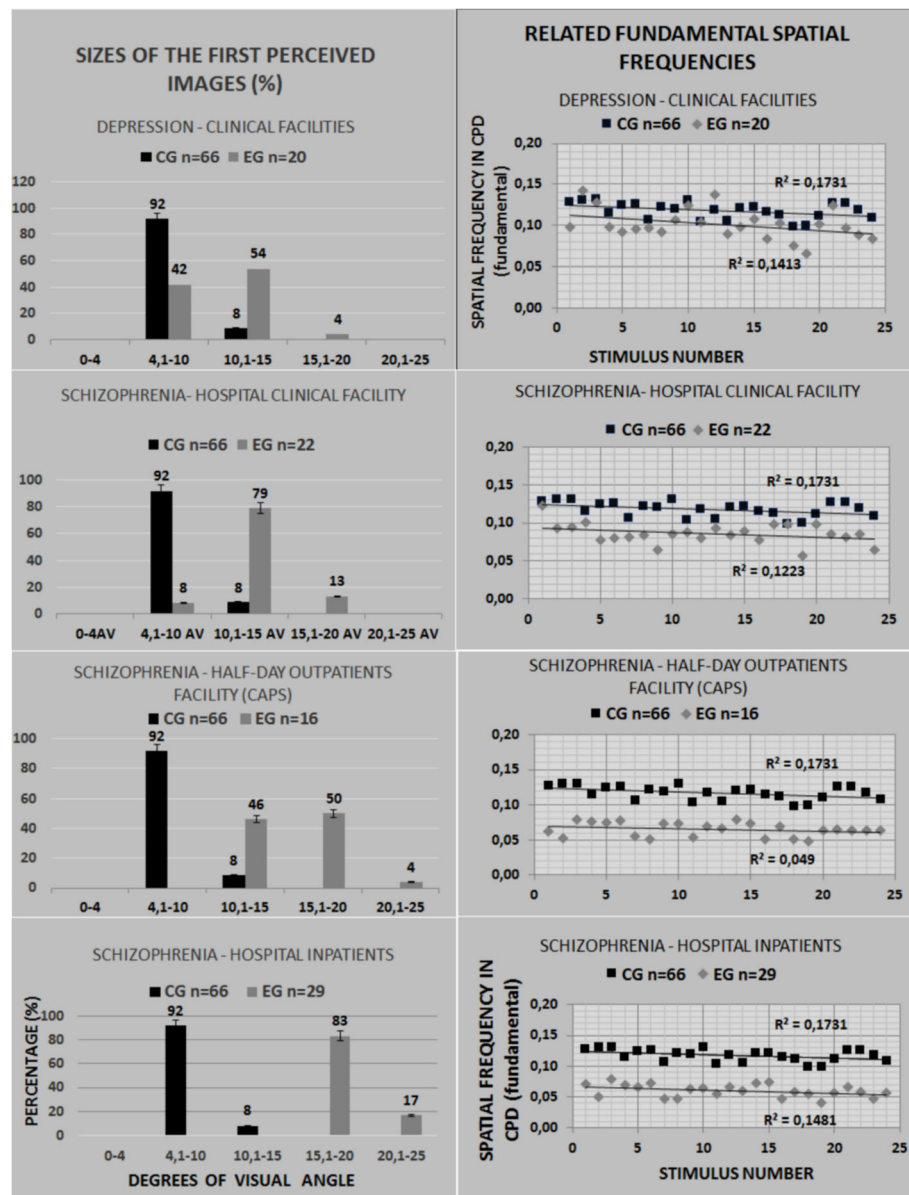 SIZES OF THE FIRST PERCEIVED
IMAGES (%)
DEPRESSION - CLINICAL FACILITIES
CG n=66 EG n=20
120
100
80
60
40
20
0
92
42
8
54
4
0-4 4,1-10 10,1-15 15,1-20 20,1-25
RELATED FUNDAMENTAL SPATIAL
FREQUENCIES
DEPRESSION - CLINICAL FACILITIES
CG n=66 EG n=20
SPATIAL FREQUENCY IN CPD
(fundamental)
0,20
0,15
0,10
0,05
0,00
R² = 0,1731
R² = 0,1413
0 5 10 15 20 25
STIMULUS NUMBER
SCHIZOPHRENIA- HOSPITAL CLINICAL FACILITY
CG n=66 EG n=22
100
80
60
40
20
0
92
8
8
79
13
0-4AV 4,1-10 AV 10,1-15 AV 15,1-20 AV 20,1-25 AV
SCHIZOPHRENIA- HOSPITAL CLINICAL FACILITY
CG n=66 EG n=22
0,20
0,15
0,10
0,05
0,00
R² = 0,1731
R² = 0,1223
0 5 10 15 20 25
SCHIZOPHRENIA - HALF-DAY OUTPATIENTS
FACILITY (CAPS)
CG n=66 EG n=16
100
80
60
40
20
0
92
8
46
50
4
0-4 4,1-10 10,1-15 15,1-20 20,1-25
SCHIZOPHRENIA - HALF-DAY OUTPATIENTS
FACILITY (CAPS)
CG n=66 EG n=16
0,20
0,15
0,10
0,05
0,00
R² = 0,1731
R² = 0,049
0 5 10 15 20 25
SCHIZOPHRENIA - HOSPITAL INPATIENTS
CG n=66 EG n=29
PERCENTAGE (%)
100
80
60
40
20
0
92
8
83
17
0-4 4,1-10 10,1-15 15,1-20 20,1-25
DEGREES OF VISUAL ANGLE
SCHIZOPHRENIA - HOSPITAL INPATIENTS
CG n=66 EG n=29
SPATIAL FREQUENCY IN
CPD (fundamental)
0,20
0,15
0,10
0,05
0,00
R² = 0,1731
R² = 0,1481
0 5 10 15 20 25
STIMULUS NUMBER